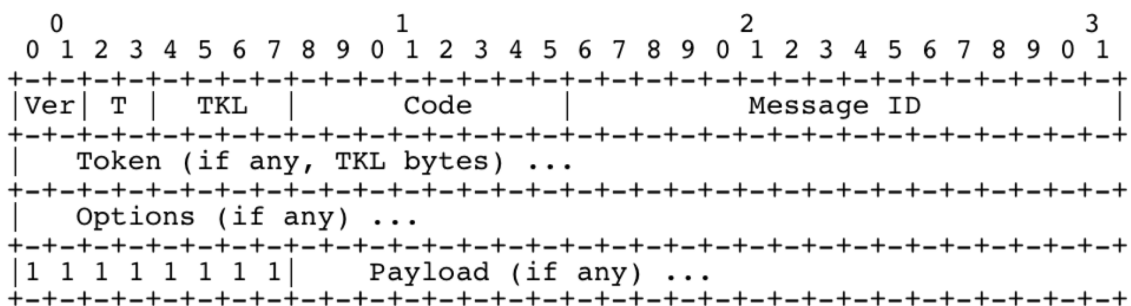 0                   1                   2                   3
0 1 2 3 4 5 6 7 8 9 0 1 2 3 4 5 6 7 8 9 0 1 2 3 4 5 6 7 8 9 0 1
+-+-+-+-+-+-+-+-+-+-+-+-+-+-+-+-+-+-+-+-+-+-+-+-+-+-+-+-+-+-+-+-+
|Ver| T |  TKL  |      Code     |          Message ID           |
+-+-+-+-+-+-+-+-+-+-+-+-+-+-+-+-+-+-+-+-+-+-+-+-+-+-+-+-+-+-+-+-+
|   Token (if any, TKL bytes) ...
+-+-+-+-+-+-+-+-+-+-+-+-+-+-+-+-+-+-+-+-+-+-+-+-+-+-+-+-+-+-+-+-+
|   Options (if any) ...
+-+-+-+-+-+-+-+-+-+-+-+-+-+-+-+-+-+-+-+-+-+-+-+-+-+-+-+-+-+-+-+-+
|1 1 1 1 1 1 1 1|    Payload (if any) ...
+-+-+-+-+-+-+-+-+-+-+-+-+-+-+-+-+-+-+-+-+-+-+-+-+-+-+-+-+-+-+-+-+